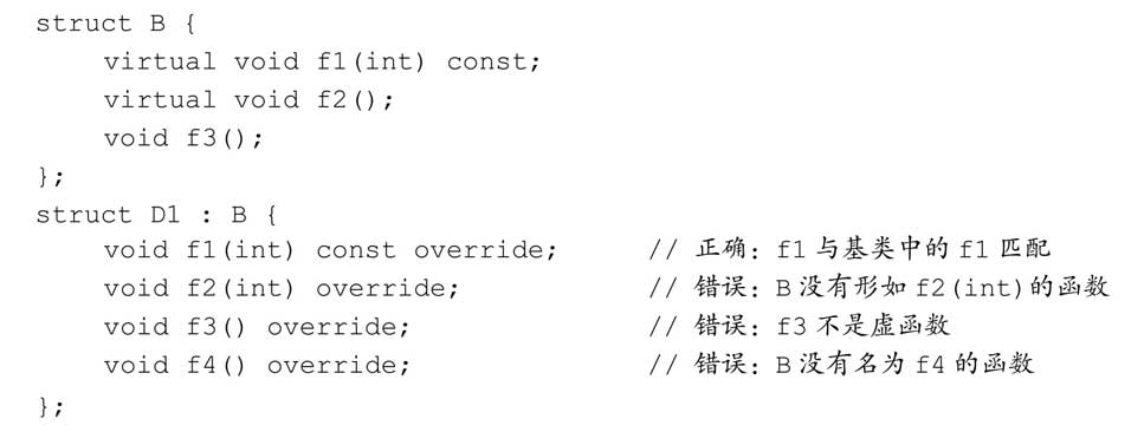 struct B {
    virtual void f1(int) const;
    virtual void f2();
    void f3();
};
struct D1 : B {
    void f1(int) const override;      // 正确：f1 与基类中的 f1 匹配
    void f2(int) override;            // 错误：B 没有形如 f2(int)的函数
    void f3() override;               // 错误：f3 不是虚函数
    void f4() override;               // 错误：B 没有名为 f4 的函数
};